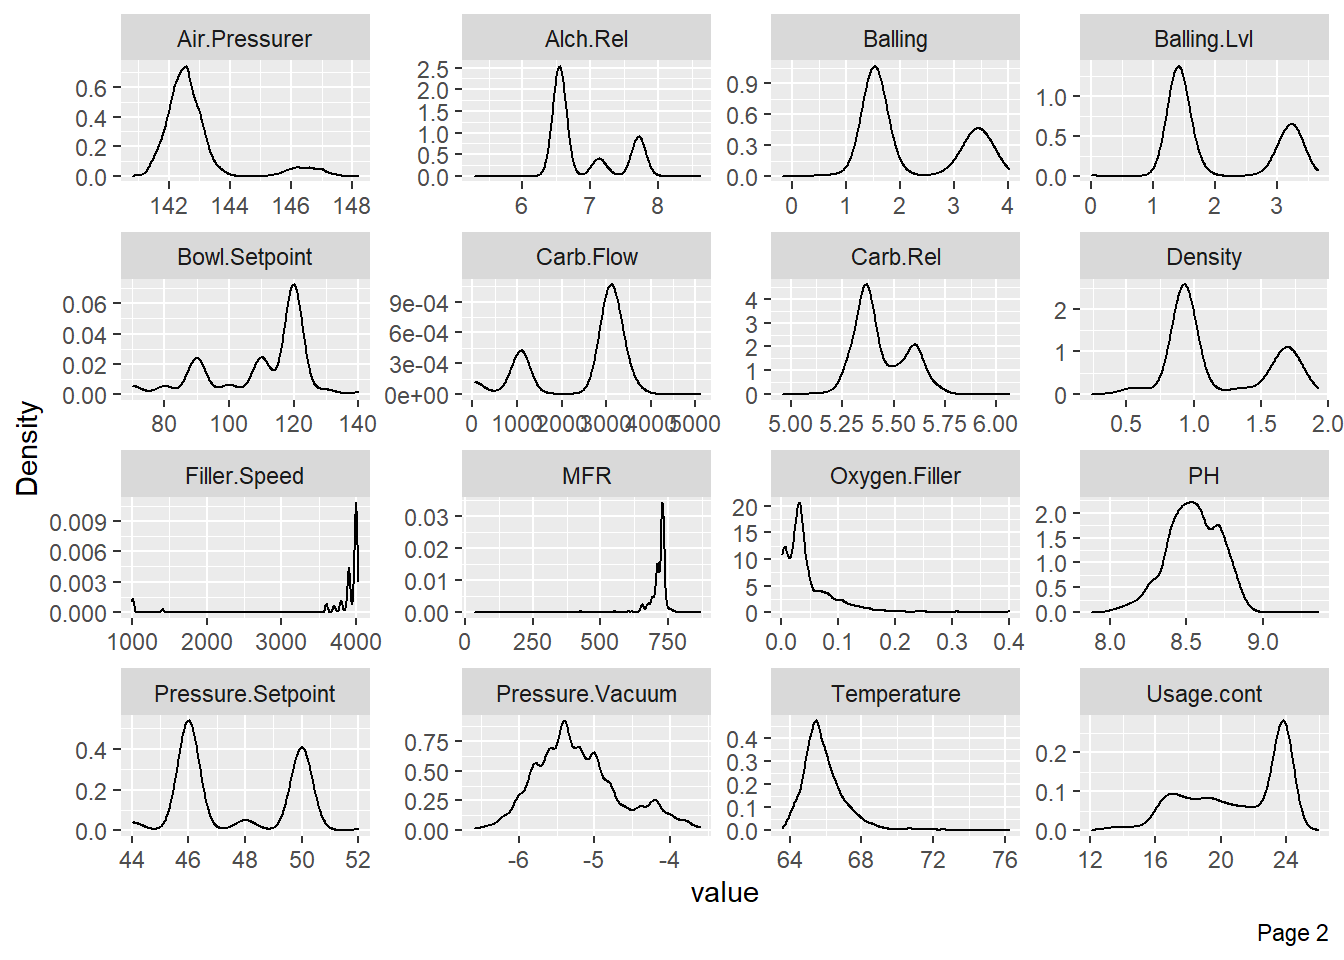 Air.Pressurer Alch.Rel Balling Balling.Lvl
0.6
0.4
0.2
0.0
142 144 146 148
2.5
2.0
1.5
1.0
0.5
0.0
6 7 8
0.9
0.6
0.3
0.0
0 1 2 3 4
1.0
0.5
0.0
0 1 2 3
Bowl.Setpoint Carb.Flow Carb.Rel Density
0.06
0.04
0.02
0.00
80 100 120 140
9e-04
6e-04
3e-04
0e+00
0 1000 2000 3000 4000 5000
4
3
2
1
0
5.00 5.25 5.50 5.75 6.00
2
1
0
0.5 1.0 1.5 2.0
Filler.Speed MFR Oxygen.Filler PH
0.009
0.006
0.003
0.000
1000 2000 3000 4000
0.03
0.02
0.01
0.00
0 250 500 750
20
15
10
5
0
0.0 0.1 0.2 0.3 0.4
2.0
1.5
1.0
0.5
0.0
8.0 8.5 9.0
Pressure.Setpoint Pressure.Vacuum Temperature Usage.cont
0.4
0.2
0.0
44 46 48 50 52
0.75
0.50
0.25
0.00
-6 -5 -4
0.4
0.3
0.2
0.1
0.0
64 68 72 76
0.2
0.1
0.0
12 16 20 24
Density
value
Page 2